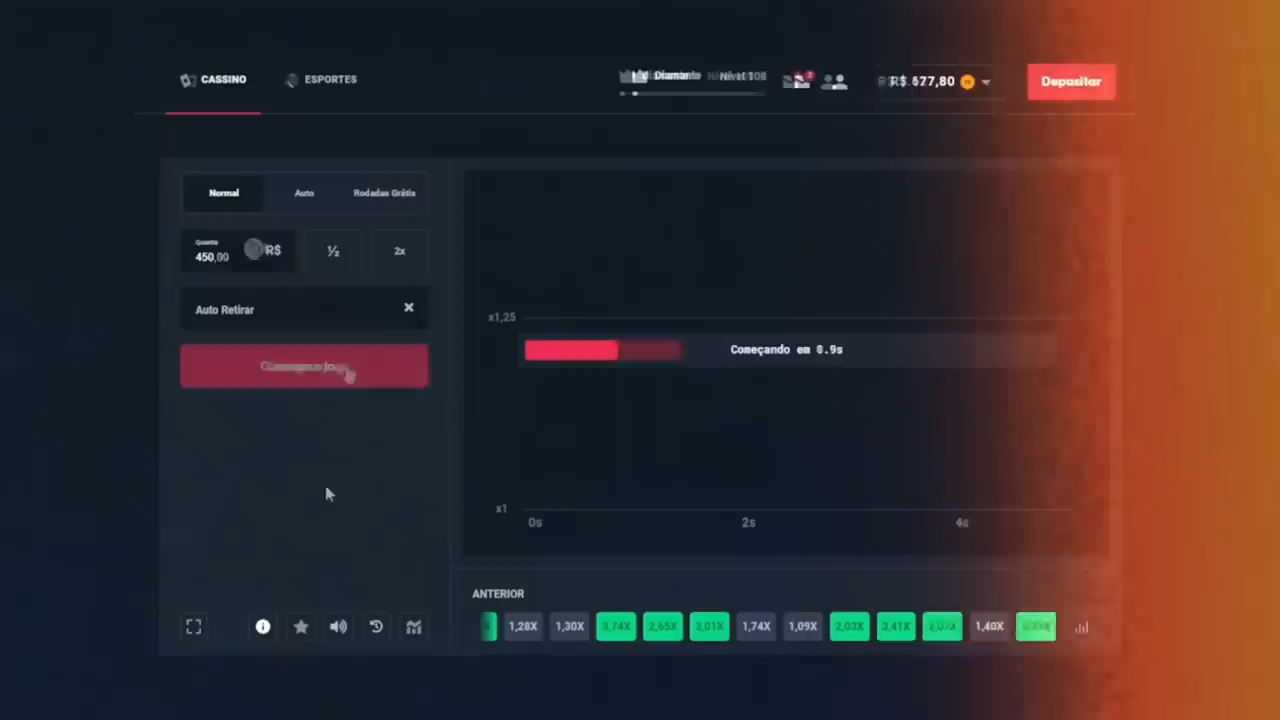 CASSINO
ESPORTES
Diamante
Nível 108
R$ 677,80
Depositar
Normal
Auto
Rodadas Grátis
Quantia
450,00
R$
½
2x
Auto Retirar
x1,25
Começando em 0.9s
x1
0s
2s
4s
ANTERIOR
1,28X
1,30X
3,74X
2,65X
3,01X
1,74X
1,09X
2,03X
3,41X
1,40X